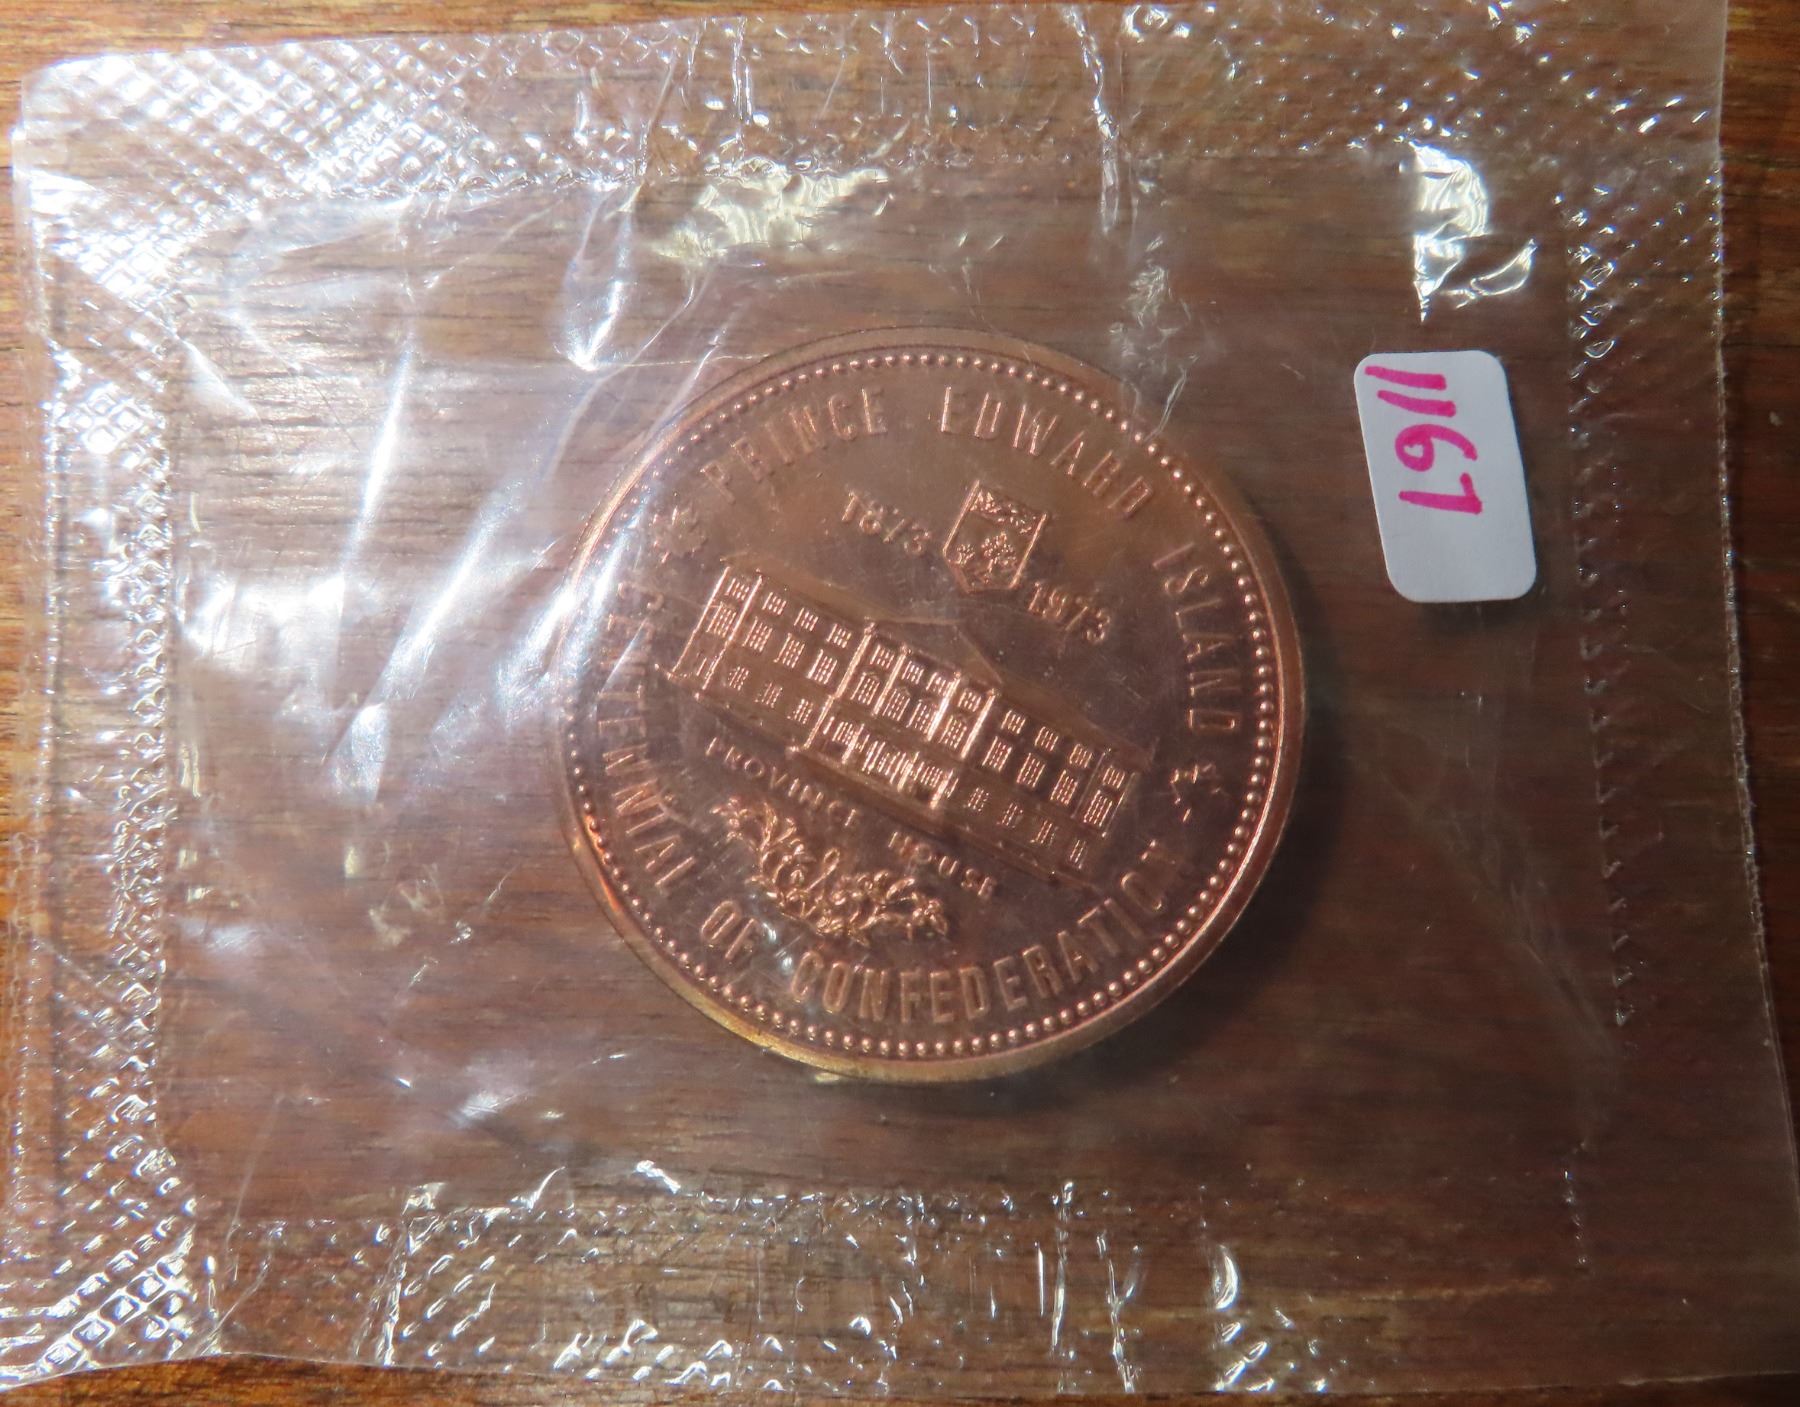 PRINCE EDWARD ISLAND
1873 1973
PROVINCE HOUSE
CENTENNIAL OF CONFEDERATION
1167